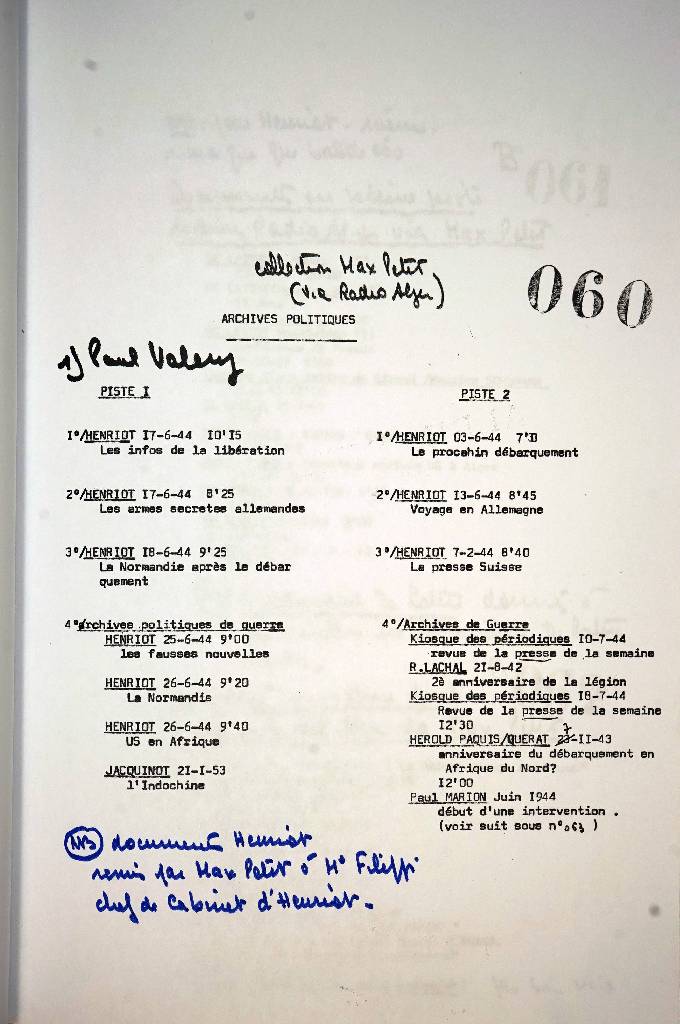 collection Max Petit
(via Radio Alger)
060
ARCHIVES POLITIQUES
1) Paul Valery
PISTE I
I°/HENRIOT I7-6-44 I0'I5
Les infos de la libération
2°/HENRIOT I7-6-44 8'25
Les armes secretes allemandes
3°/HENRIOT I8-6-44 9'25
La Normandie après le débar
quement
4°archives politiques de guerre
HENRIOT 25-6-44 9'00
les fausses nouvelles
HENRIOT 26-6-44 9'20
La Normandie
HENRIOT 26-6-44 9'40
US en Afrique
JACQUINOT 2I-I-53
l'Indochine
PISTE 2
I°/HENRIOT 03-6-44
Le procahin débarquement
2°/HENRIOT I3-6-44 8'45
Voyage en Allemagne
3°/HENRIOT 7-2-44 8'40
La presse Suisse
4°/Archives de Guerre
Kiosque des périodiques I0-7-44
revue de la presse de la semaine
R.LACHAL 2I-8-42
2è anniversaire de la légion
Kiosque des périodiques I8-7-44
Revue de la presse de la semaine
I2'30
HEROLD PAQUIS/QUERAT -II-43
anniversaire du débarquement en
Afrique du Nord?
I2'00
Paul MARION Juin I944
début d'une intervention .
(voir suit sous n°063 )
NB documents Henriot
remis par Max Petit à Mr Filippi
chef de Cabinet d'Henriot.